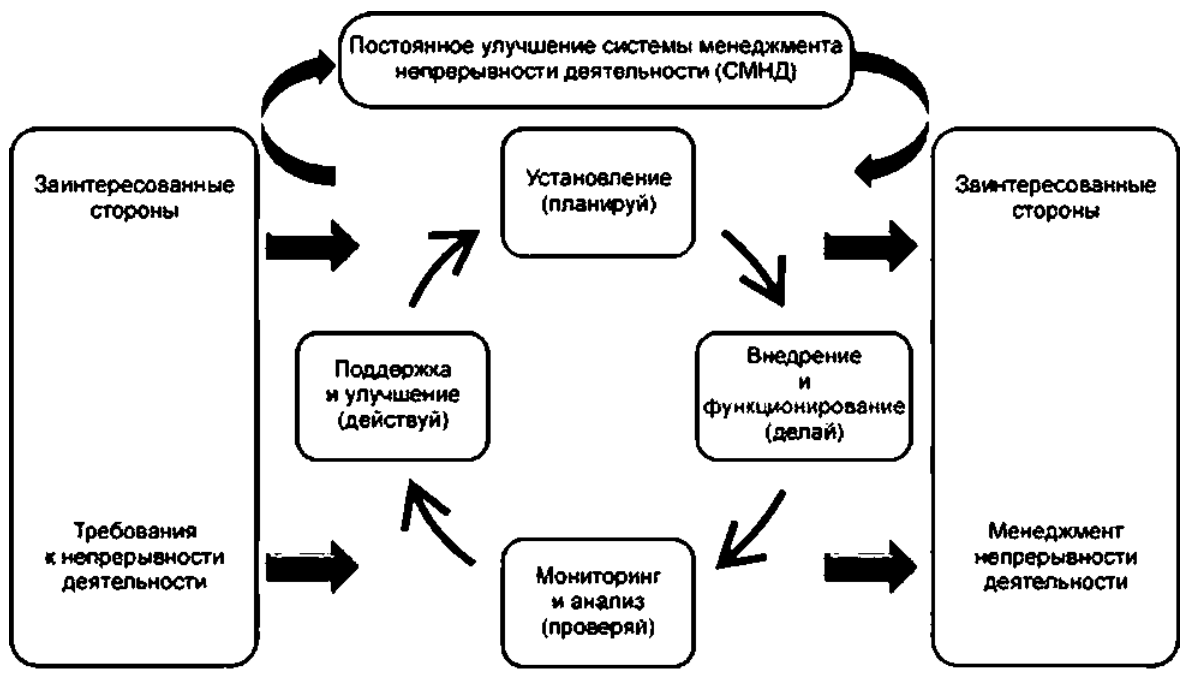 Постоянное улучшение системы менеджмента
непрерывности деятельности (СМНД)
Заинтересованные
стороны
Требования
к непрерывности
деятельности
Установление
(планируй)
Внедрение
и
функционирование
(делай)
Мониторинг
и анализ
(проверяй)
Поддержка
и улучшение
(действуй)
Заинтересованные
стороны
Менеджмент
непрерывности
деятельности